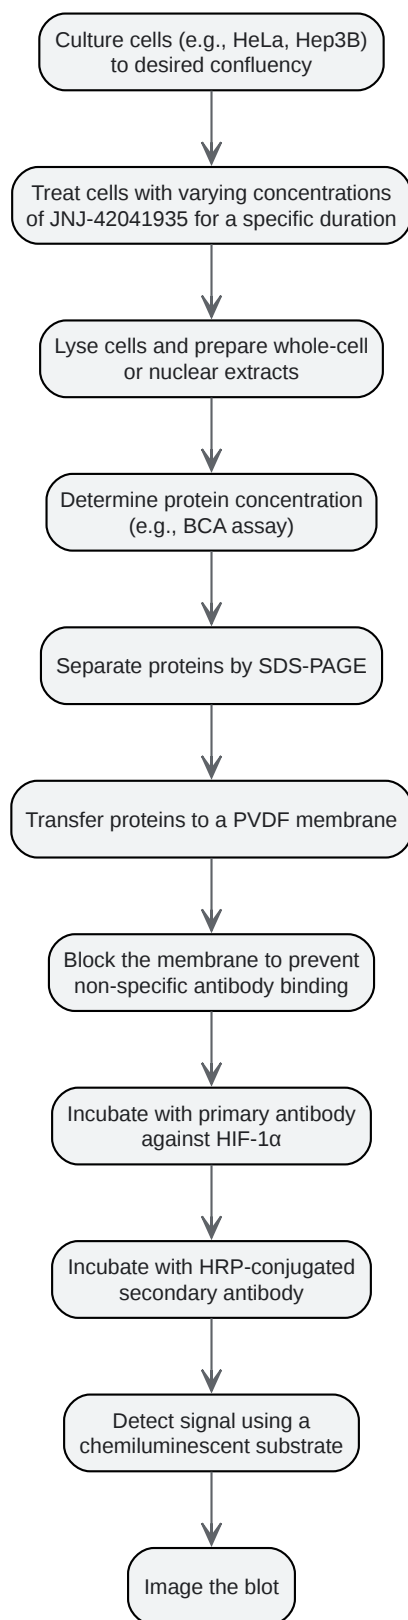 Culture cells (e.g., HeLa, Hep3B)
to desired confluency
Treat cells with varying concentrations
of JNJ-42041935 for a specific duration
Lyse cells and prepare whole-cell
or nuclear extracts
Determine protein concentration
(e.g., BCA assay)
Separate proteins by SDS-PAGE
Transfer proteins to a PVDF membrane
Block the membrane to prevent
non-specific antibody binding
Incubate with primary antibody
against HIF-1α
Incubate with HRP-conjugated
secondary antibody
Detect signal using a
chemiluminescent substrate
Image the blot